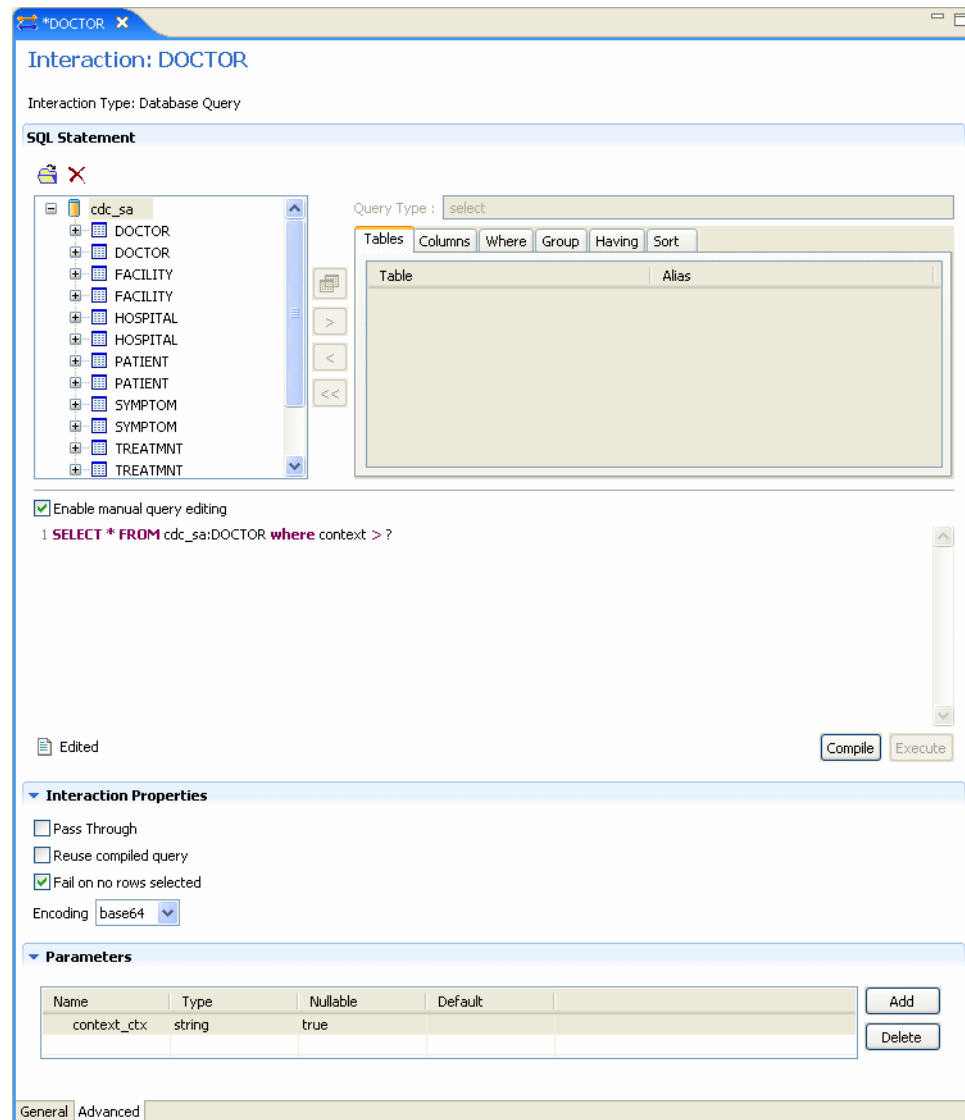 *DOCTOR
Interaction: DOCTOR
Interaction Type: Database Query
SQL Statement
cdc_sa
DOCTOR
DOCTOR
FACILITY
FACILITY
HOSPITAL
HOSPITAL
PATIENT
PATIENT
SYMPTOM
SYMPTOM
TREATMNT
TREATMNT
>
<
<<
Query Type : select
Tables Columns Where Group Having Sort
Table Alias
Enable manual query editing
1 SELECT * FROM cdc_sa:DOCTOR where context > ?
Edited
Compile Execute
Interaction Properties
Pass Through
Reuse compiled query
Fail on no rows selected
Encoding base64
Parameters
Name Type Nullable Default
context_ctx string true
Add
Delete
General Advanced